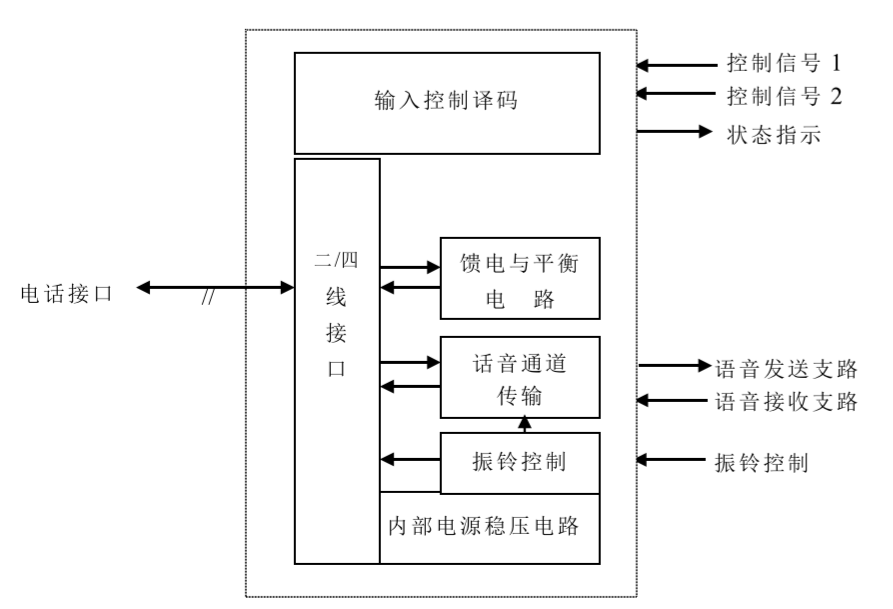 控制信号 1
输入控制译码
控制信号 2
状态指示
二/四
线
接
口
馈电与平衡
电 路
电话接口
//
话音通道
传输
语音发送支路
语音接收支路
振铃控制
振铃控制
内部电源稳压电路